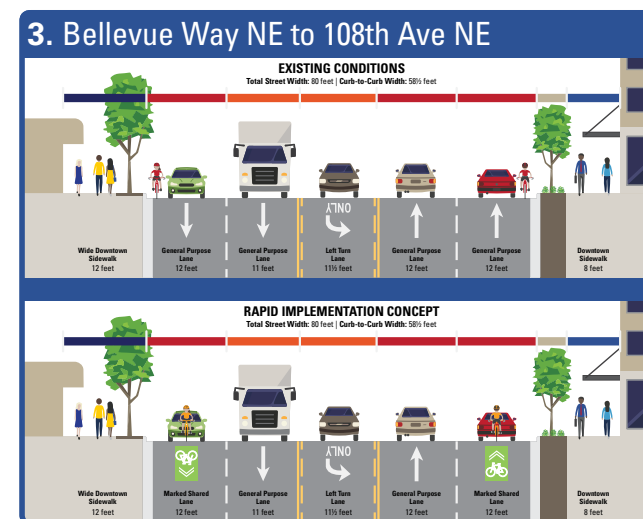 3. Bellevue Way NE to 108th Ave NE
EXISTING CONDITIONS
Total Street Width: 80 feet | Curb-to-Curb Width: 58½ feet
ONLY
Wide Downtown
Sidewalk
12 feet
General Purpose
Lane
12 feet
General Purpose
Lane
11 feet
Left Turn
Lane
11½ feet
General Purpose
Lane
12 feet
General Purpose
Lane
12 feet
Downtown
Sidewalk
8 feet
RAPID IMPLEMENTATION CONCEPT
Total Street Width: 80 feet | Curb-to-Curb Width: 58½ feet
ONLY
Wide Downtown
Sidewalk
12 feet
Marked Shared
Lane
12 feet
General Purpose
Lane
11 feet
Left Turn
Lane
11½ feet
General Purpose
Lane
12 feet
Marked Shared
Lane
12 feet
Downtown
Sidewalk
8 feet